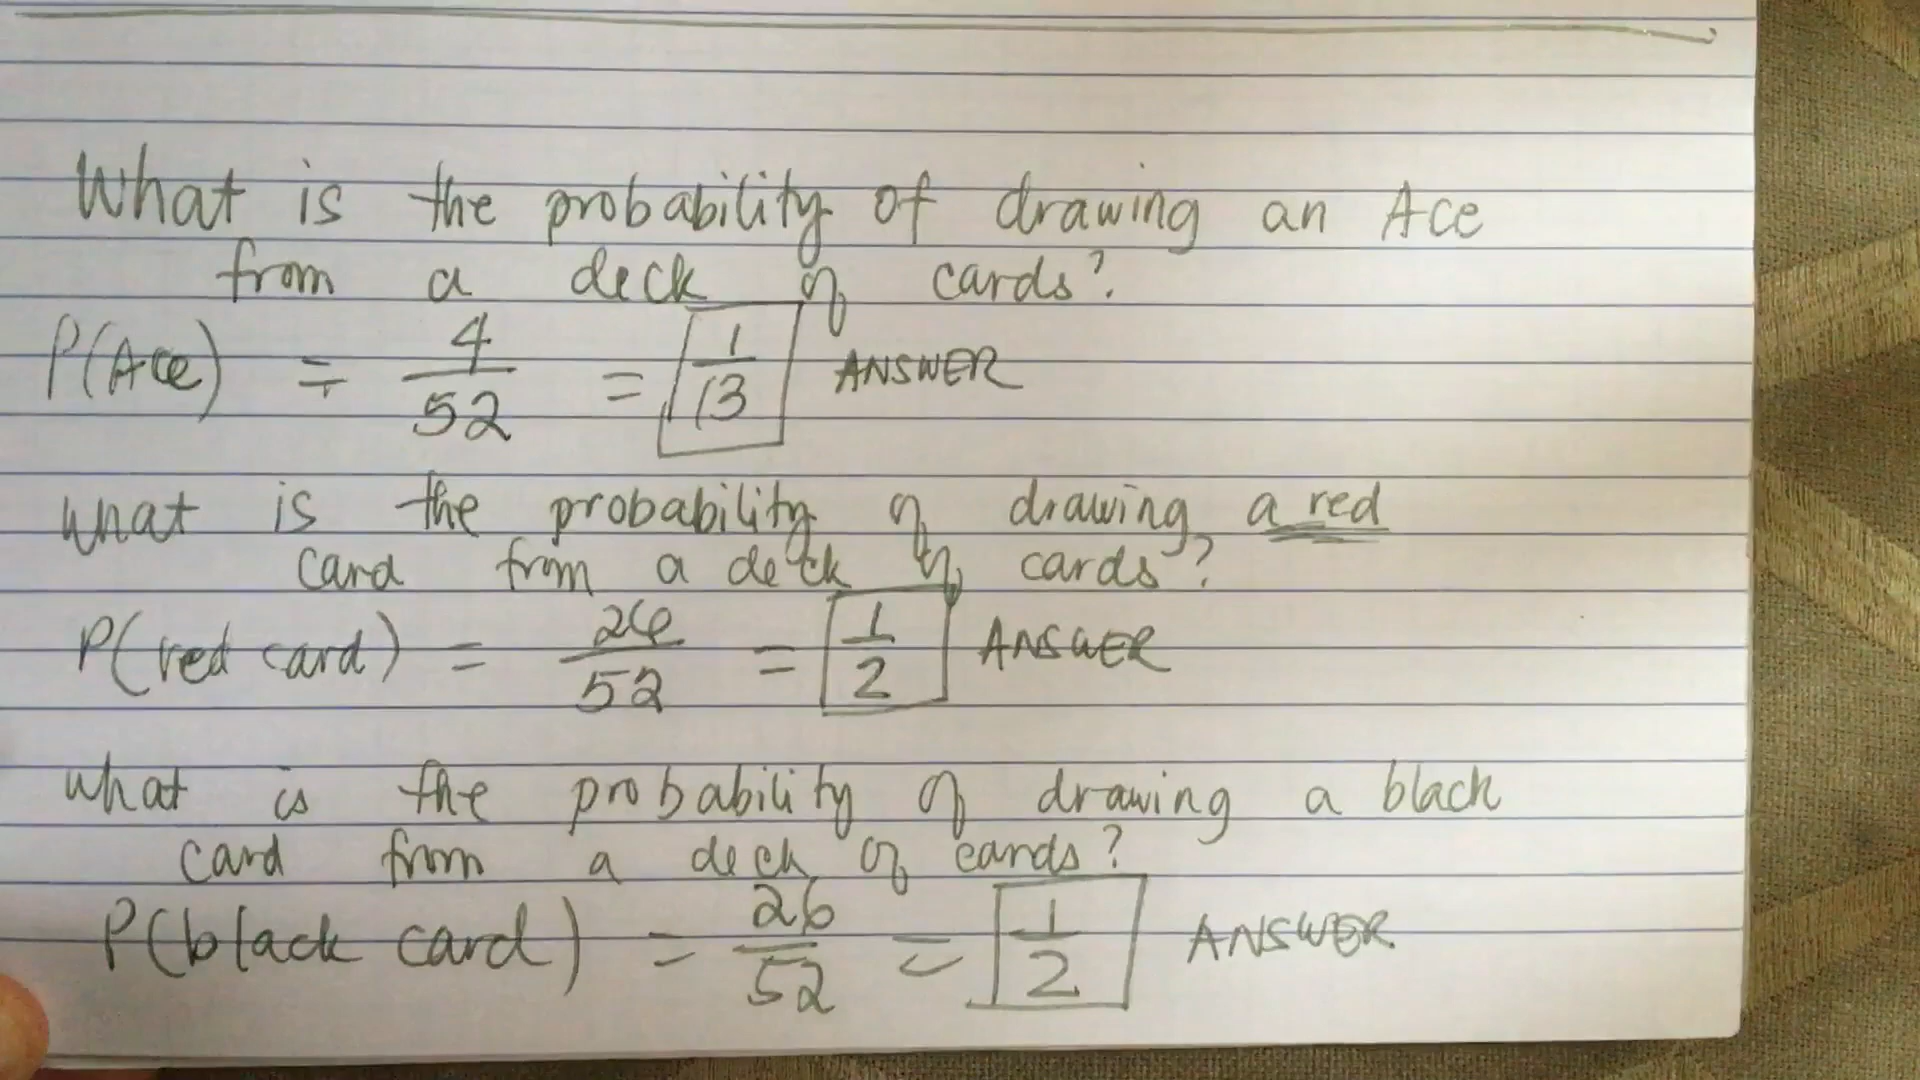 What is the probability of drawing an Ace
from a deck of cards?
P(Ace) = 4/52 = 1/13 ANSWER
What is the probability of drawing a red
card from a deck of cards?
P(red card) = 26/52 = 1/2 ANSWER
What is the probability of drawing a black
card from a deck of cards?
P(black card) = 26/52 = 1/2 ANSWER